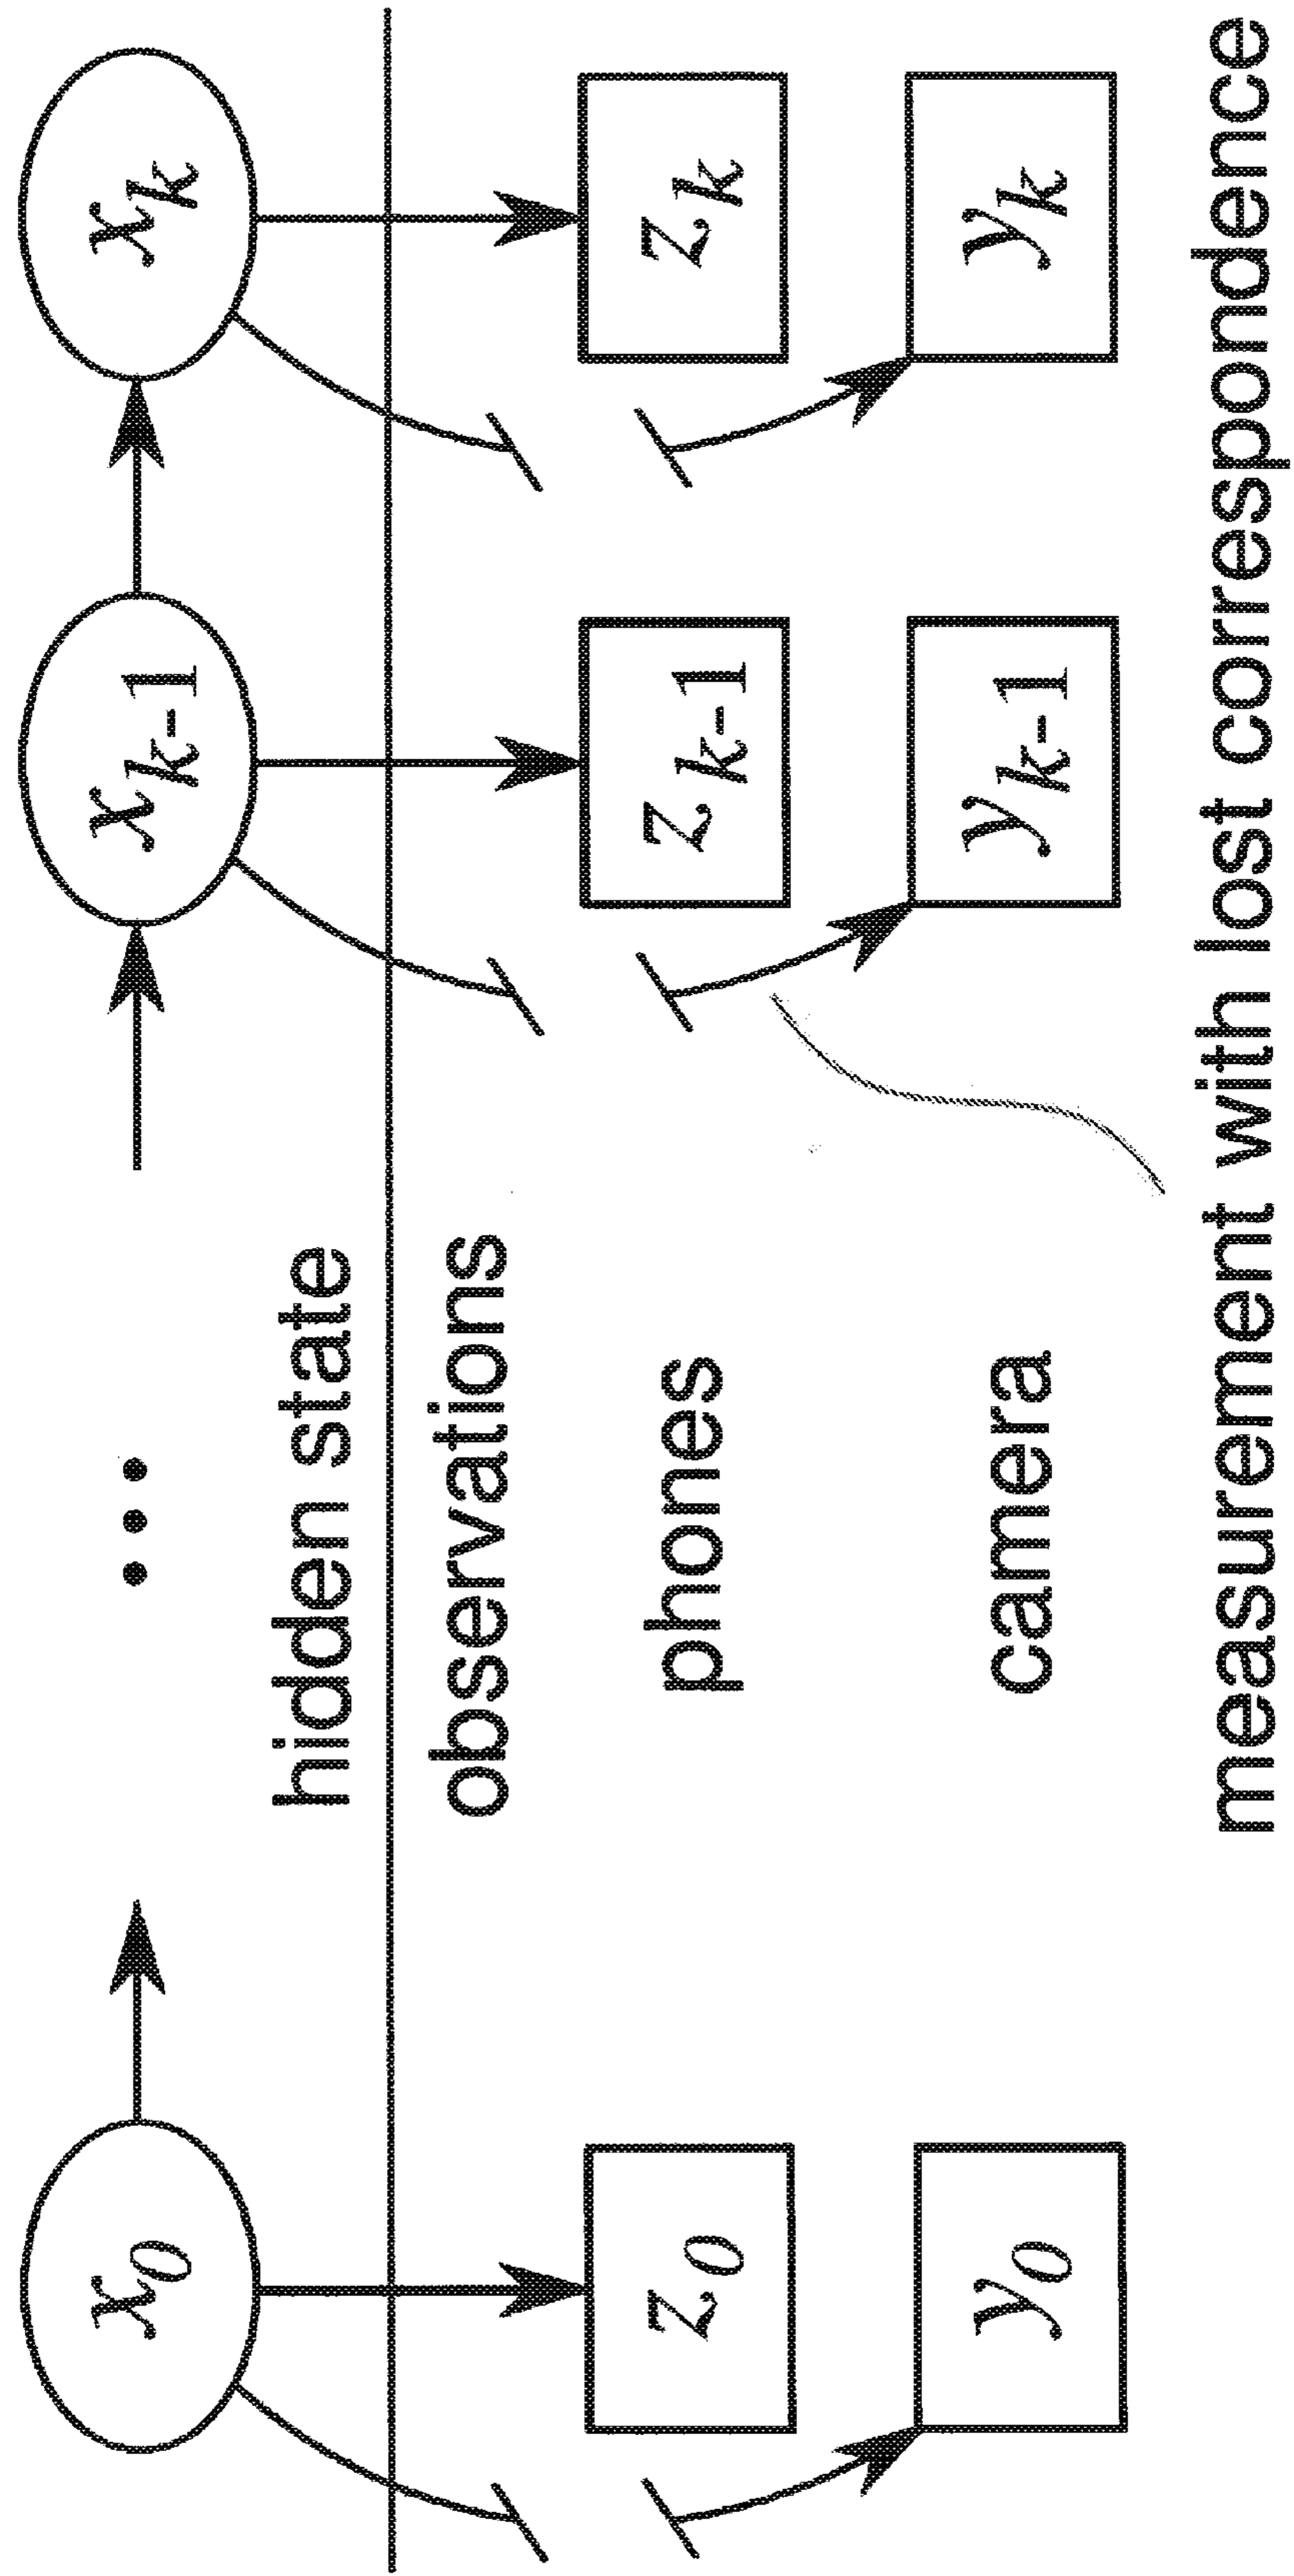 x0 ... xk-1 xk
hidden state
observations
z0 phones zk-1 zk
y0 camera yk-1 yk
measurement with lost correspondence